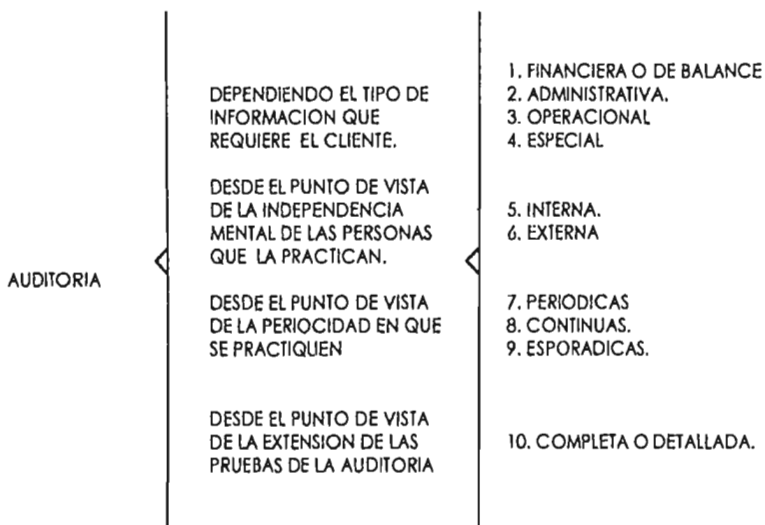 AUDITORIA
DEPENDIENDO EL TIPO DE
INFORMACION QUE
REQUIERE EL CLIENTE.
1. FINANCIERA O DE BALANCE
2. ADMINISTRATIVA.
3. OPERACIONAL
4. ESPECIAL
DESDE EL PUNTO DE VISTA
DE LA INDEPENDENCIA
MENTAL DE LAS PERSONAS
QUE LA PRACTICAN.
5. INTERNA.
6. EXTERNA
DESDE EL PUNTO DE VISTA
DE LA PERIOCIDAD EN QUE
SE PRACTIQUEN
7. PERIODICAS
8. CONTINUAS.
9. ESPORADICAS.
DESDE EL PUNTO DE VISTA
DE LA EXTENSION DE LAS
PRUEBAS DE LA AUDITORIA
10. COMPLETA O DETALLADA.